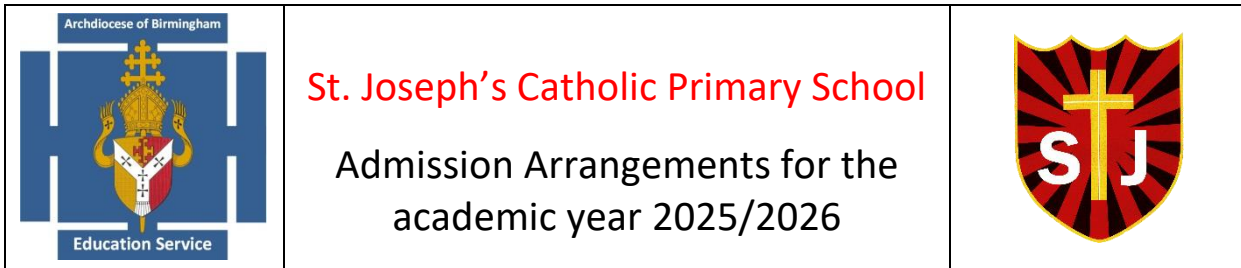 Archdiocese of Birmingham
Education Service
St. Joseph’s Catholic Primary School
Admission Arrangements for the
academic year 2025/2026
S J